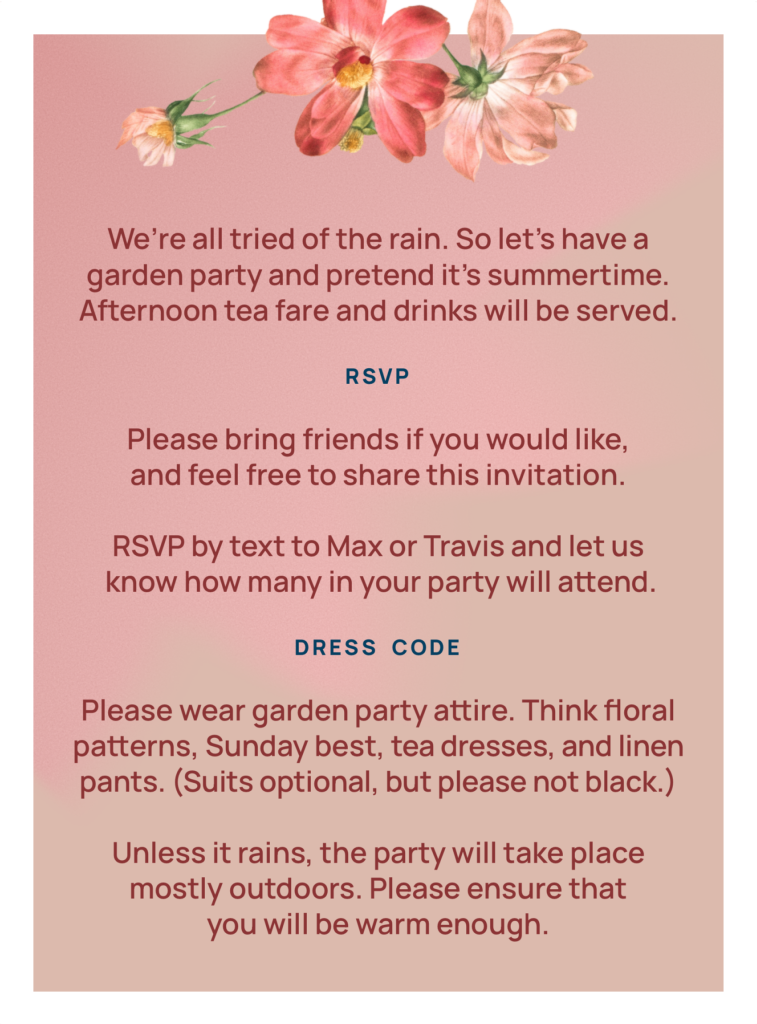 We’re all tried of the rain. So let’s have a
garden party and pretend it’s summertime.
Afternoon tea fare and drinks will be served.
RSVP
Please bring friends if you would like,
and feel free to share this invitation.
RSVP by text to Max or Travis and let us
know how many in your party will attend.
DRESS CODE
Please wear garden party attire. Think floral
patterns, Sunday best, tea dresses, and linen
pants. (Suits optional, but please not black.)
Unless it rains, the party will take place
mostly outdoors. Please ensure that
you will be warm enough.